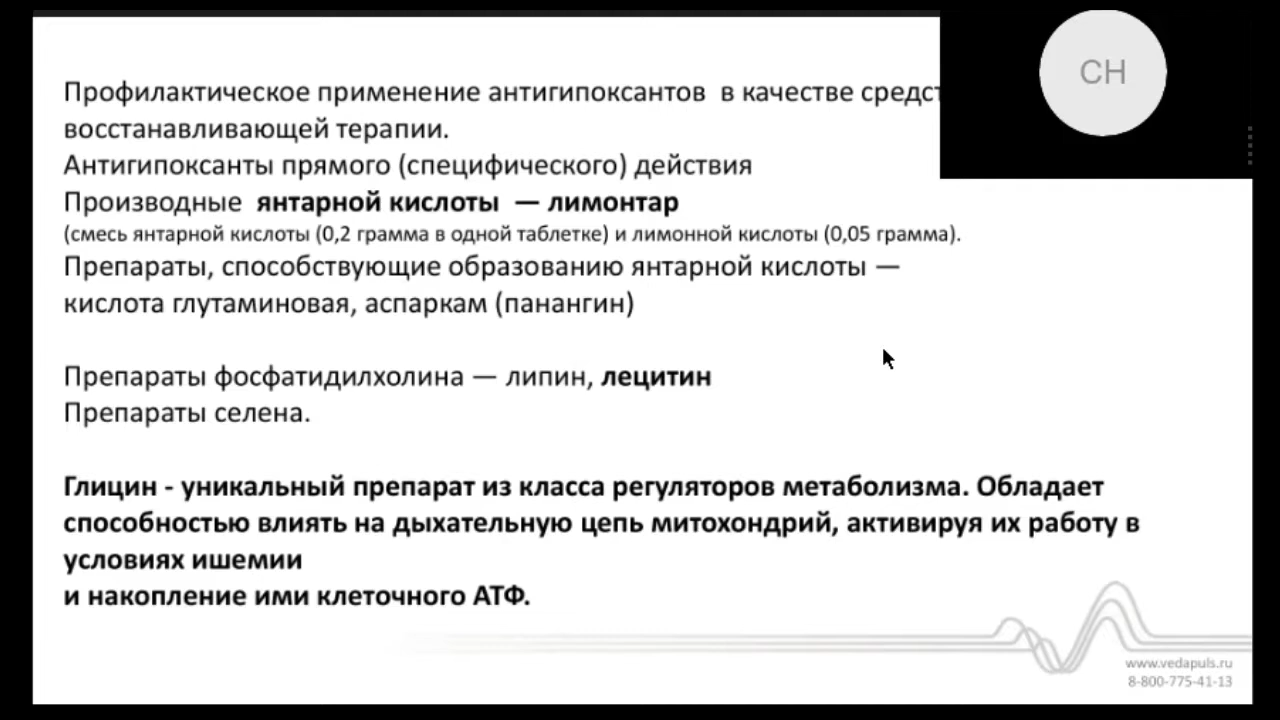 СН
Профилактическое применение антигипоксантов в качестве
восстанавливающей терапии.
Антигипоксанты прямого (специфического) действия
Производные янтарной кислоты — лимонтар
(смесь янтарной кислоты (0,2 грамма в одной таблетке) и лимонной кислоты (0,05 грамма).
Препараты, способствующие образованию янтарной кислоты —
кислота глутаминовая, аспаркам (панангин)
Препараты фосфатидилхолина — липин, лецитин
Препараты селена.
Глицин - уникальный препарат из класса регуляторов метаболизма. Обладает
способностью влиять на дыхательную цепь митохондрий, активируя их работу в
условиях ишемии
и накопление ими клеточного АТФ.
www.vedapuls.ru
8-800-775-41-13